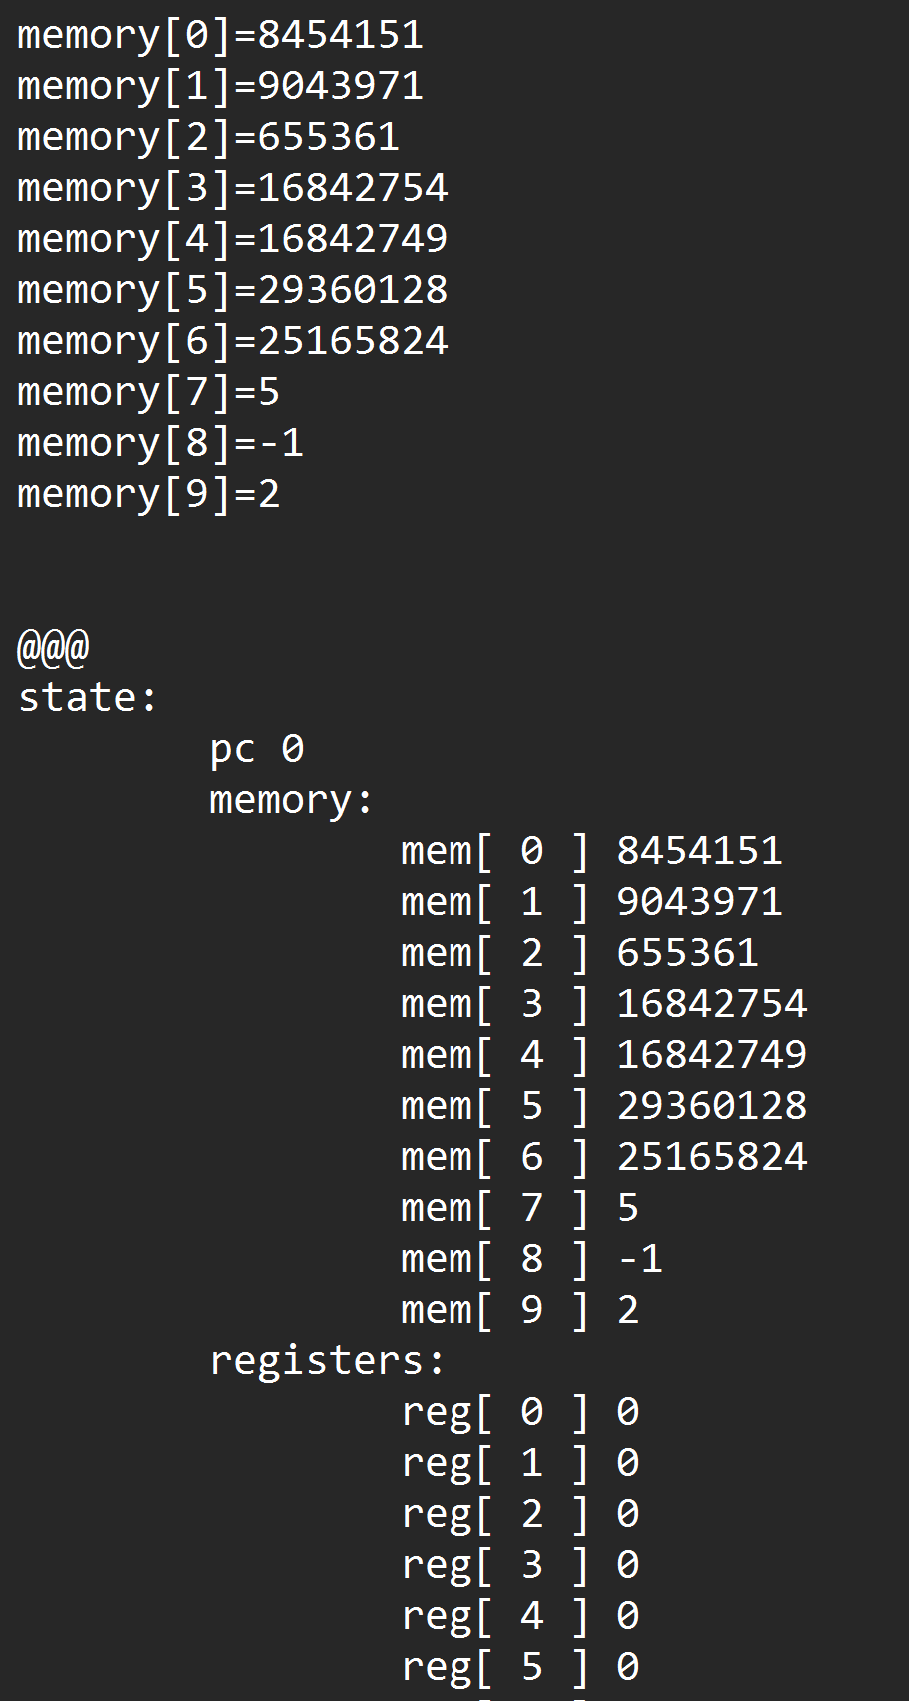 memory[0]=8454151
memory[1]=9043971
memory[2]=655361
memory[3]=16842754
memory[4]=16842749
memory[5]=29360128
memory[6]=25165824
memory[7]=5
memory[8]=-1
memory[9]=2
@@@
state:
pc 0
memory:
mem[ 0 ] 8454151
mem[ 1 ] 9043971
mem[ 2 ] 655361
mem[ 3 ] 16842754
mem[ 4 ] 16842749
mem[ 5 ] 29360128
mem[ 6 ] 25165824
mem[ 7 ] 5
mem[ 8 ] -1
mem[ 9 ] 2
registers:
reg[ 0 ] 0
reg[ 1 ] 0
reg[ 2 ] 0
reg[ 3 ] 0
reg[ 4 ] 0
reg[ 5 ] 0